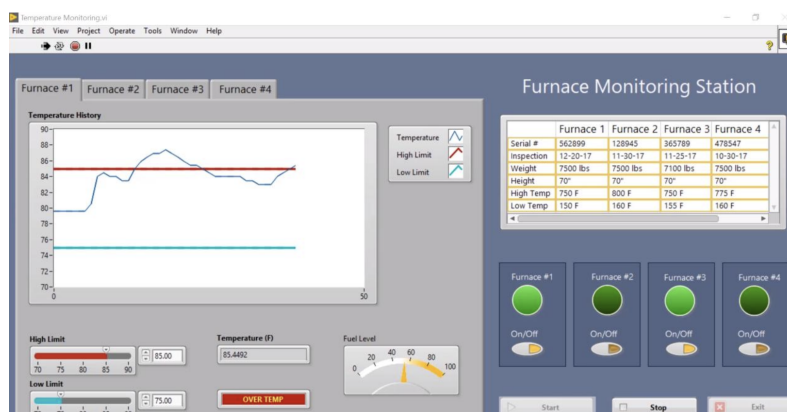 Temperature Monitoring.vi
File Edit View Project Operate Tools Window Help
Furnace #1 Furnace #2 Furnace #3 Furnace #4
Furnace Monitoring Station
Temperature History
90
88
86
84
82
80
78
76
74
72
70
0 50
Temperature
High Limit
Low Limit
Furnace 1 Furnace 2 Furnace 3 Furnace 4
Serial # 562899 128945 365789 478547
Inspection 12-20-17 11-30-17 11-25-17 10-30-17
Weight 7500 lbs 7500 lbs 7100 lbs 7500 lbs
Height 70" 70" 70" 70"
High Temp 750 F 800 F 750 F 775 F
Low Temp 150 F 160 F 155 F 160 F
Furnace #1 Furnace #2 Furnace #3 Furnace #4
On/Off On/Off On/Off On/Off
High Limit
70 75 80 85 90
85.00
Temperature (F)
85.4492
Fuel Level
0 20 40 60 80 100
Low Limit
75.00
OVER TEMP
Start Stop Exit